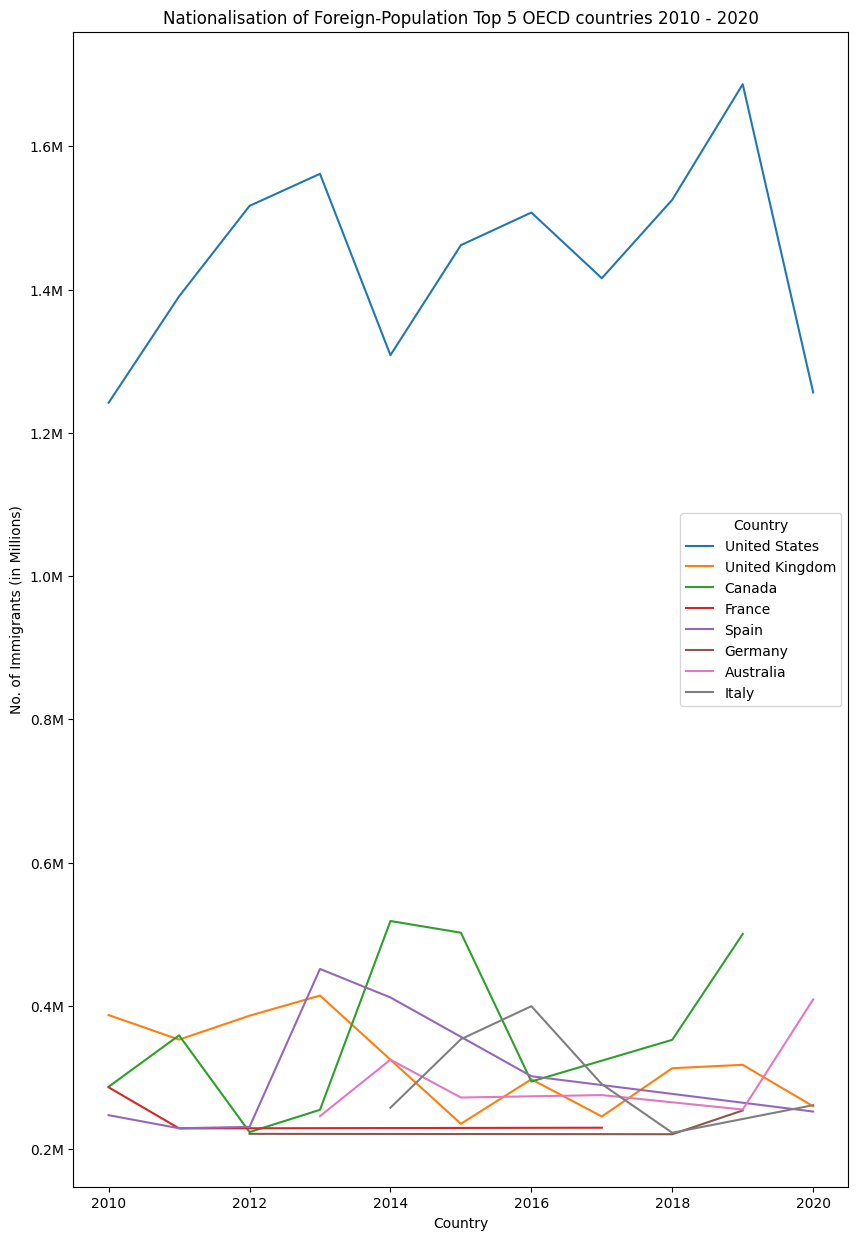 Nationalisation of Foreign-Population Top 5 OECD countries 2010 - 2020
No. of Immigrants (in Millions)
1.6M
1.4M
1.2M
1.0M
0.8M
0.6M
0.4M
0.2M
Country
United States
United Kingdom
Canada
France
Spain
Germany
Australia
Italy
2010 2012 2014 2016 2018 2020
Country